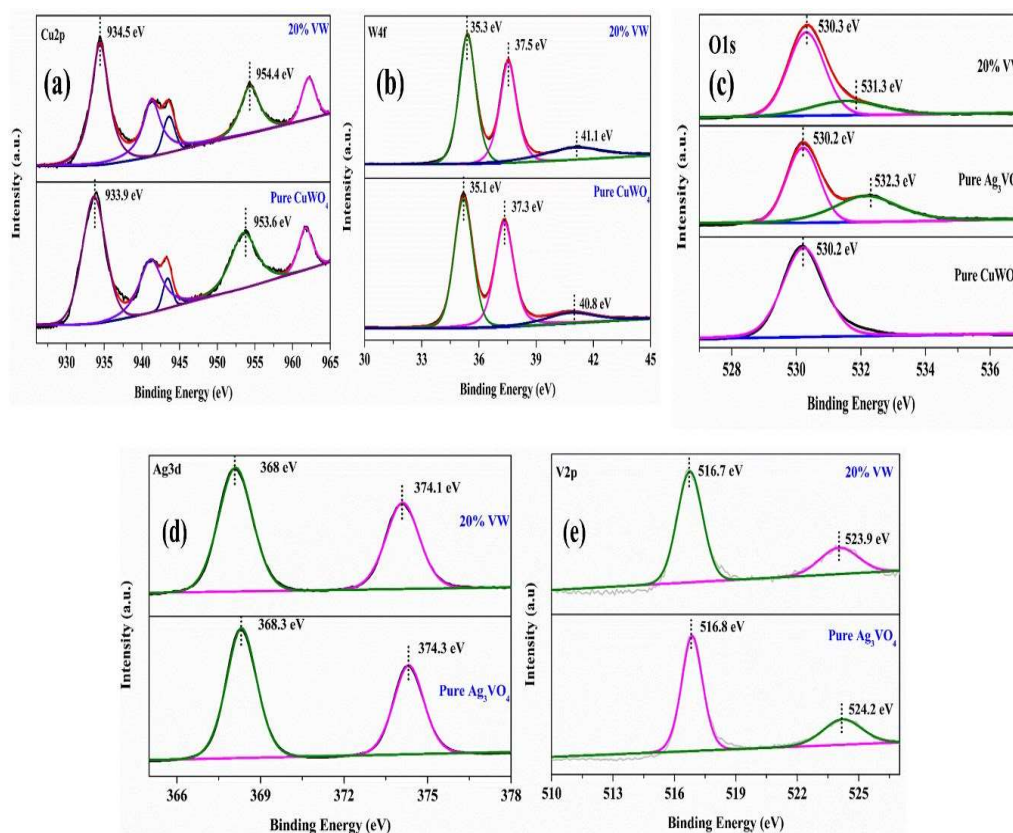 Cu2p
934.5 eV
20% VW
(a)
954.4 eV
933.9 eV
Pure CuWO4
953.6 eV
930 935 940 945 950 955 960 965
Binding Energy (eV)
Intensity (a.u.)
W4f
35.3 eV
20% VW
37.5 eV
(b)
41.1 eV
35.1 eV
Pure CuWO4
37.3 eV
40.8 eV
30 33 36 39 42 45
Binding Energy (eV)
Intensity (a.u.)
O1s
530.3 eV
(c)
20% VW
531.3 eV
530.2 eV
Pure Ag3VO
532.3 eV
530.2 eV
Pure CuWO
528 530 532 534 536
Binding Energy (eV)
Intensity (a.u.)
Ag3d
368 eV
374.1 eV
(d)
20% VW
368.3 eV
374.3 eV
Pure Ag3VO4
366 369 372 375 378
Binding Energy (eV)
Intensity (a.u.)
V2p
516.7 eV
20% VW
(e)
523.9 eV
516.8 eV
Pure Ag3VO4
524.2 eV
510 513 516 519 522 525
Binding Energy (eV)
Intensity (a.u)